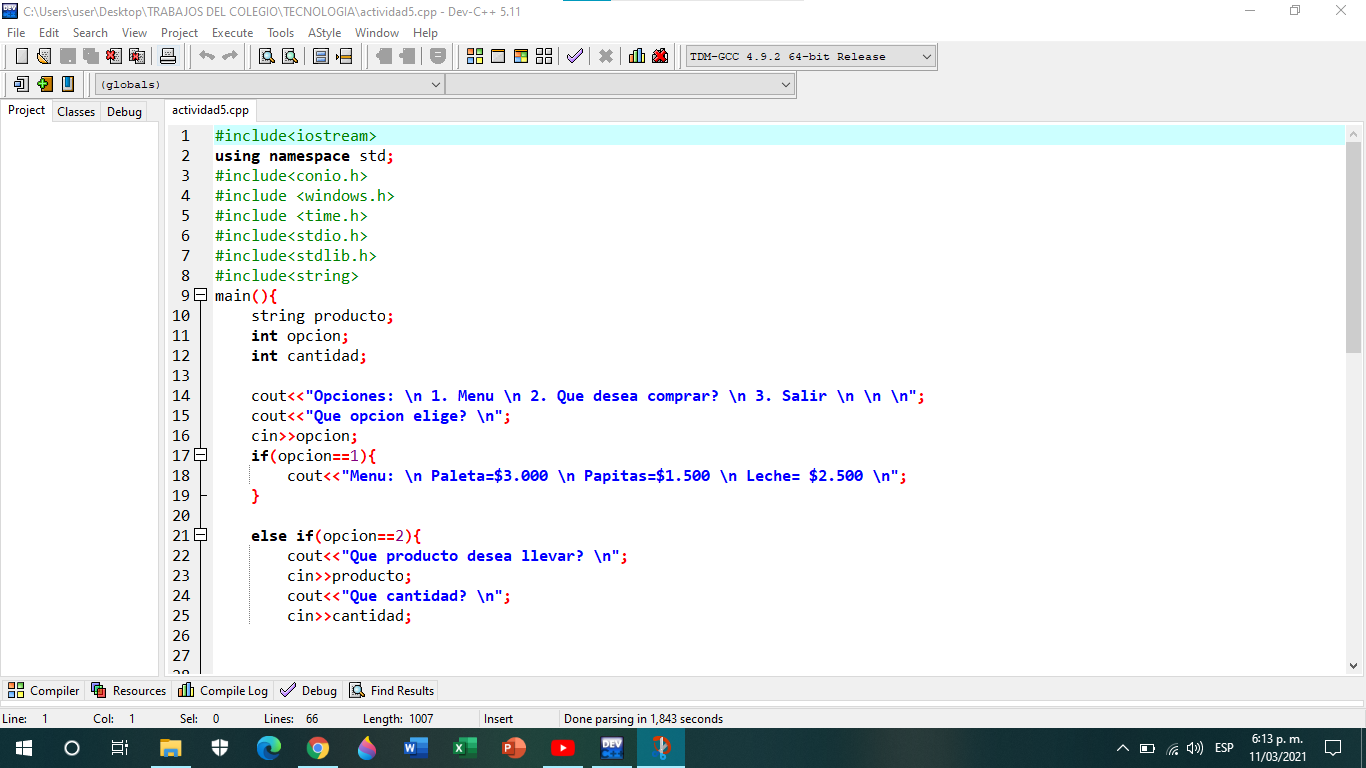 C:\Users\user\Desktop\TRABAJOS DEL COLEGIO\TECNOLOGIA\actividad5.cpp - Dev-C++ 5.11
File Edit Search View Project Execute Tools AStyle Window Help
TDM-GCC 4.9.2 64-bit Release
(globals)
Project Classes Debug actividad5.cpp
1 #include<iostream>
2 using namespace std;
3 #include<conio.h>
4 #include <windows.h>
5 #include <time.h>
6 #include<stdio.h>
7 #include<stdlib.h>
8 #include<string>
9 main(){
10 string producto;
11 int opcion;
12 int cantidad;
13
14 cout<<"Opciones: \n 1. Menu \n 2. Que desea comprar? \n 3. Salir \n \n \n";
15 cout<<"Que opcion elige? \n";
16 cin>>opcion;
17 if(opcion==1){
18 cout<<"Menu: \n Paleta=$3.000 \n Papitas=$1.500 \n Leche= $2.500 \n";
19 }
20
21 else if(opcion==2){
22 cout<<"Que producto desea llevar? \n";
23 cin>>producto;
24 cout<<"Que cantidad? \n";
25 cin>>cantidad;
26
27
Compiler Resources Compile Log Debug Find Results
Line: 1 Col: 1 Sel: 0 Lines: 66 Length: 1007 Insert Done parsing in 1,843 seconds
DEV
ESP
6:13 p. m.
11/03/2021